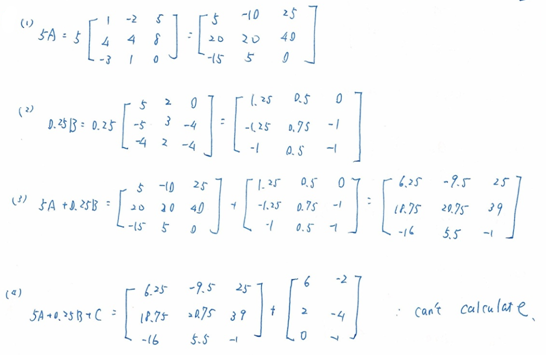 (1) 5A = 5 [ 1 -2 5 ] = [ 5 -10 25 ]
4 4 8 20 20 40
-3 1 0 -15 5 0
(2) 0.25B = 0.25 [ 5 2 0 ] = [ 1.25 0.5 0 ]
-5 3 -4 -1.25 0.75 -1
-4 2 -4 -1 0.5 -1
(3) 5A + 0.25B = [ 5 -10 25 ] + [ 1.25 0.5 0 ] = [ 6.25 -9.5 25 ]
20 20 40 -1.25 0.75 -1 18.75 20.75 39
-15 5 0 -1 0.5 -1 -16 5.5 -1
(4) 5A+0.25B+C = [ 6.25 -9.5 25 ] + [ 6 -2 ] : can't calculate.
18.75 20.75 39 2 -4
-16 5.5 -1 0 -1